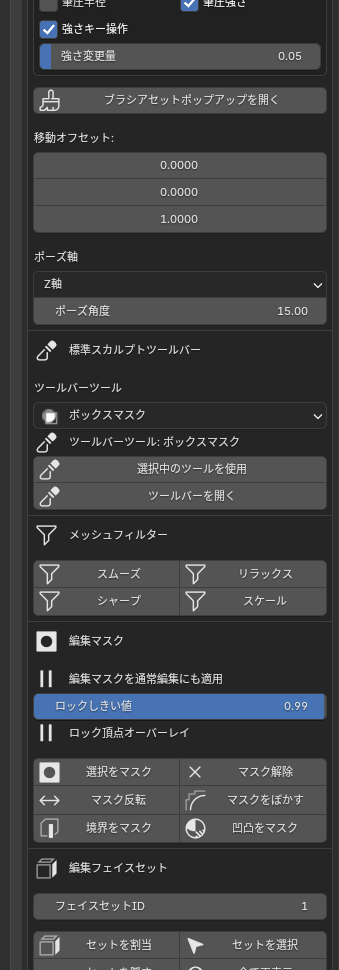 筆圧半径 筆圧強さ
強さキー操作
強さ変更量 0.05
ブラシアセットポップアップを開く
移動オフセット:
0.0000
0.0000
1.0000
ポーズ軸
Z軸
ポーズ角度 15.00
標準スカルプトツールバー
ツールバーツール
ボックスマスク
ツールバーツール: ボックスマスク
選択中のツールを使用
ツールバーを開く
メッシュフィルター
スムーズ リラックス
シャープ スケール
編集マスク
編集マスクを通常編集にも適用
ロックしきい値 0.99
ロック頂点オーバーレイ
選択をマスク マスク解除
マスク反転 マスクをぼかす
境界をマスク 凹凸をマスク
編集フェイスセット
フェイスセットID 1
セットを割当 セットを選択